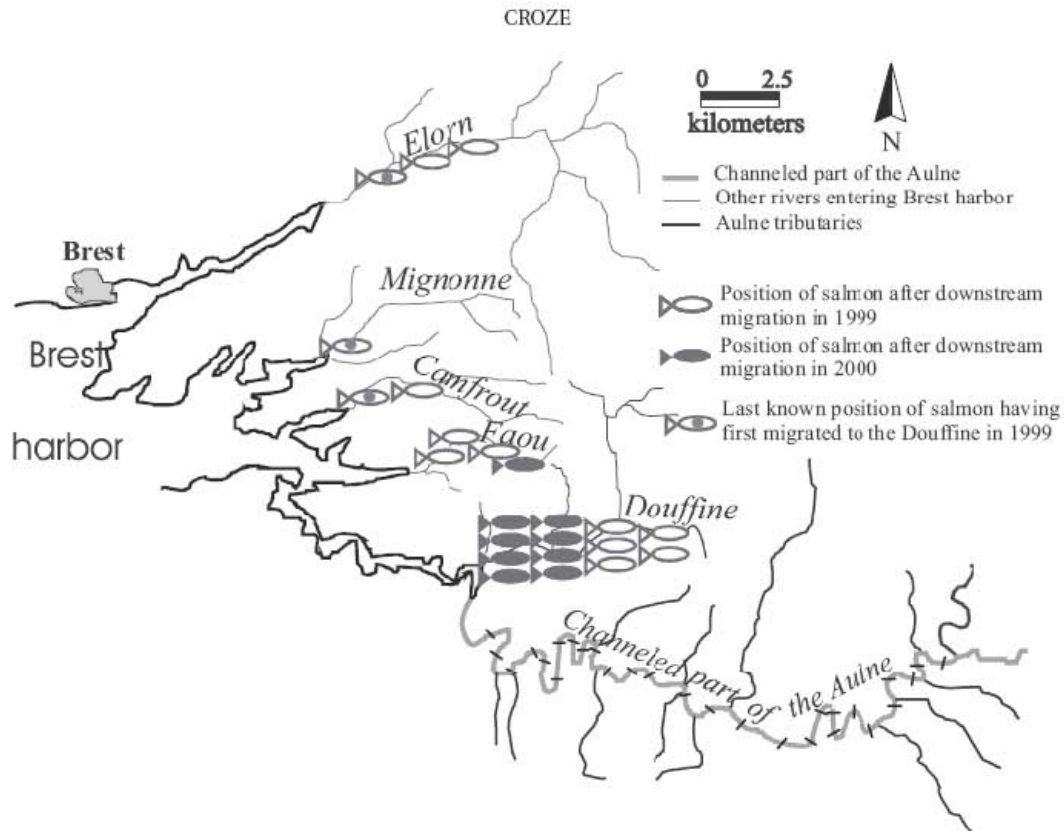 CROZE
0 2.5
kilometers
N
Elorn
Channeled part of the Aulne
Other rivers entering Brest harbor
Aulne tributaries
Brest
Mignonne
Position of salmon after downstream
migration in 1999
Brest
Position of salmon after downstream
migration in 2000
Camfrout
Last known position of salmon having
first migrated to the Douffine in 1999
harbor
Faou
Douffine
Channeled part of the Aulne